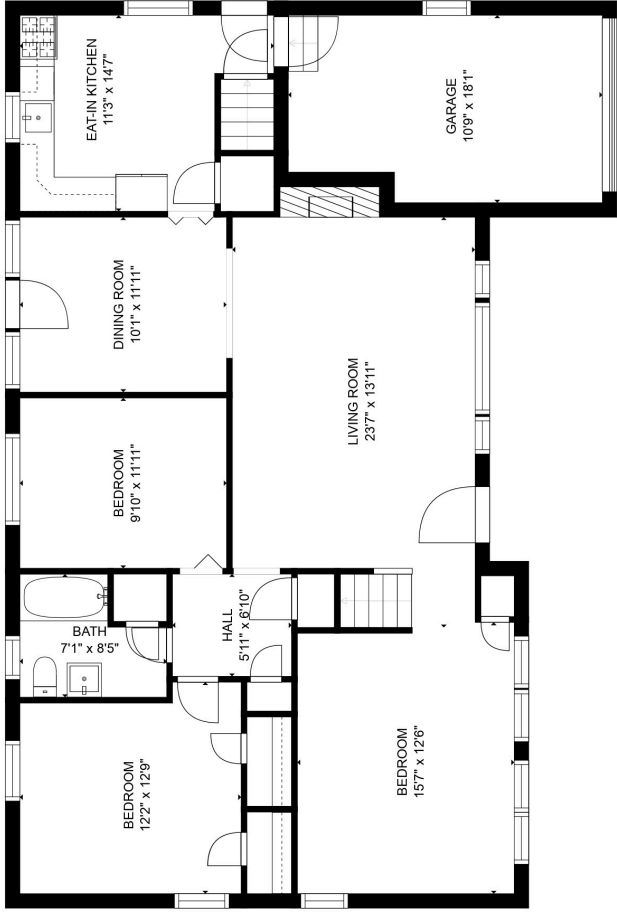 EAT-IN KITCHEN
11'3" x 14'7"
GARAGE
10'9" x 18'1"
DINING ROOM
10'1" x 11'11"
LIVING ROOM
23'7" x 13'11"
BEDROOM
9'10" x 11'11"
BATH
7'1" x 8'5"
HALL
5'11" x 6'10"
BEDROOM
12'2" x 12'9"
BEDROOM
15'7" x 12'6"